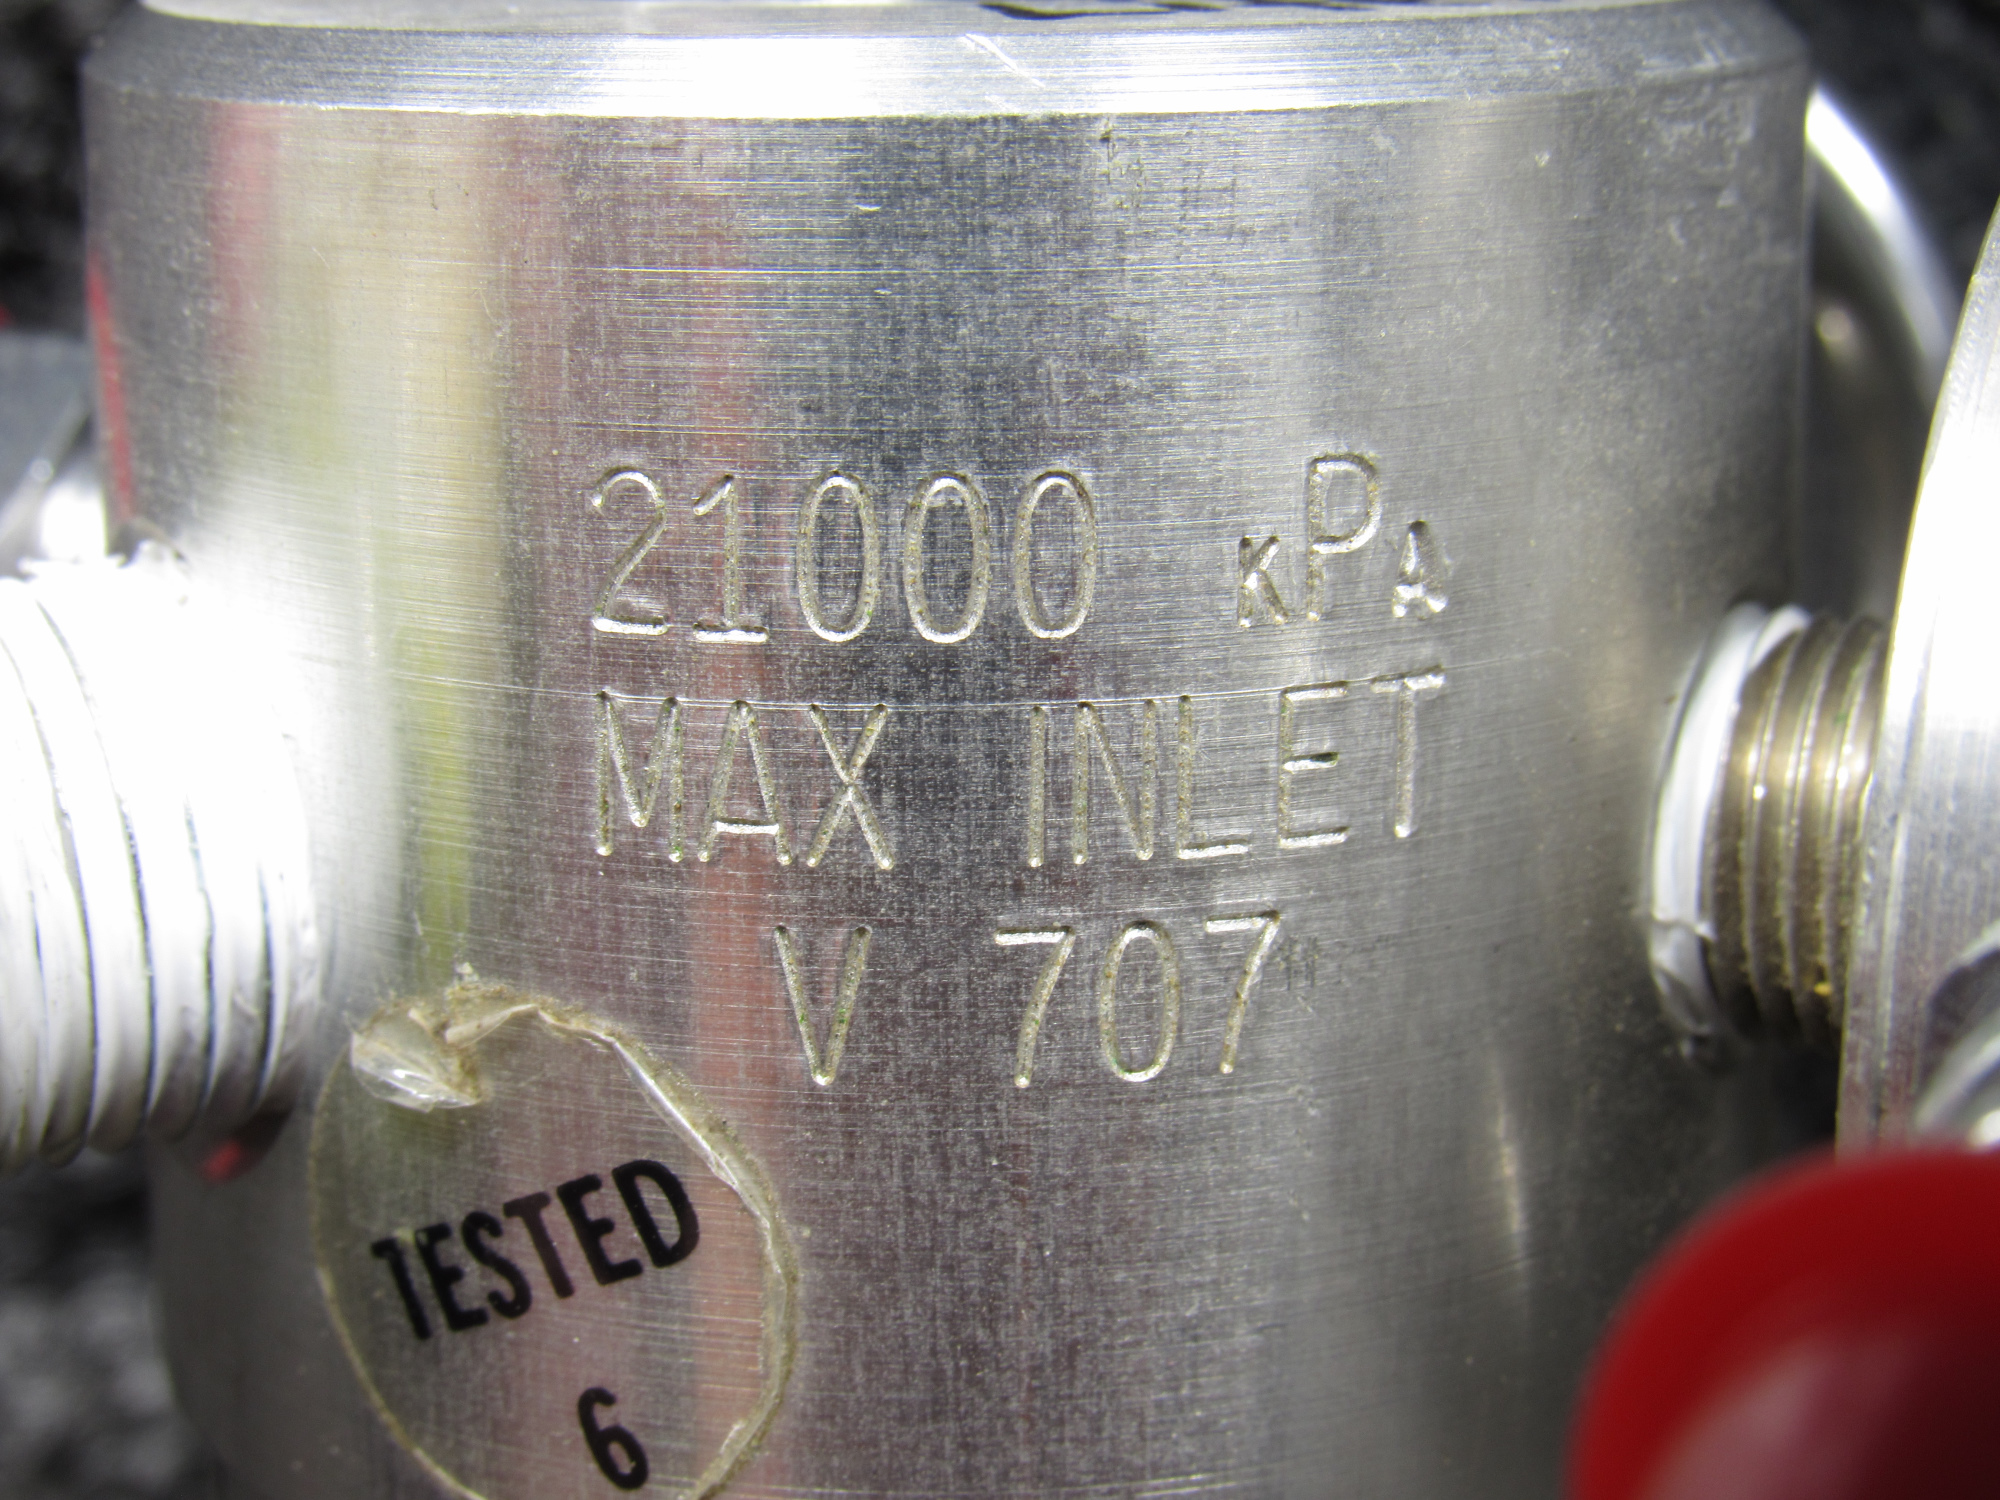 21000 kPA
MAX INLET
V 707
TESTED
6